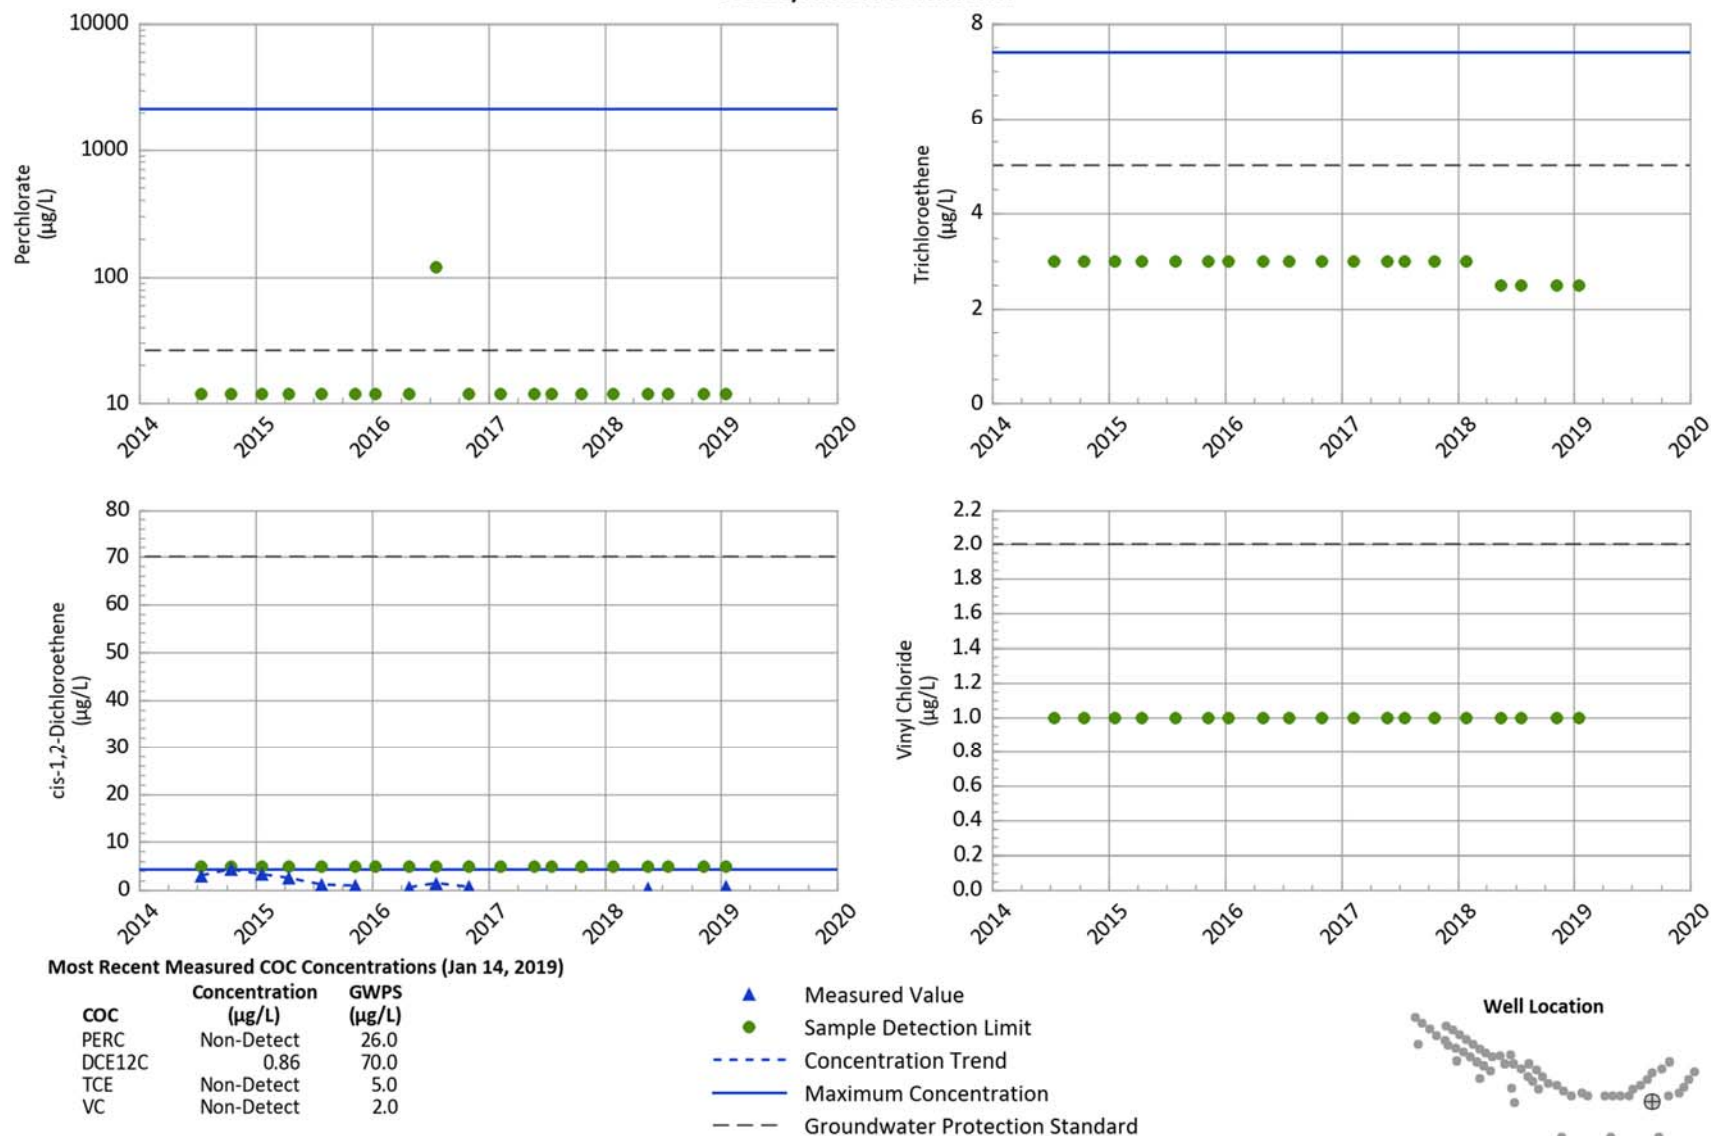 10000
1000
100
10
Perchlorate
(µg/L)
2014 2015 2016 2017 2018 2019 2020
8
6
4
2
0
Trichloroethene
(µg/L)
2014 2015 2016 2017 2018 2019 2020
80
70
60
50
40
30
20
10
0
cis-1,2-Dichloroethene
(µg/L)
2014 2015 2016 2017 2018 2019 2020
2.2
2.0
1.8
1.6
1.4
1.2
1.0
0.8
0.6
0.4
0.2
0.0
Vinyl Chloride
(µg/L)
2014 2015 2016 2017 2018 2019 2020
Most Recent Measured COC Concentrations (Jan 14, 2019)
Concentration GWPS
COC (µg/L) (µg/L)
PERC Non-Detect 26.0
DCE12C 0.86 70.0
TCE Non-Detect 5.0
VC Non-Detect 2.0
Measured Value
Sample Detection Limit
Concentration Trend
Maximum Concentration
Groundwater Protection Standard
Well Location